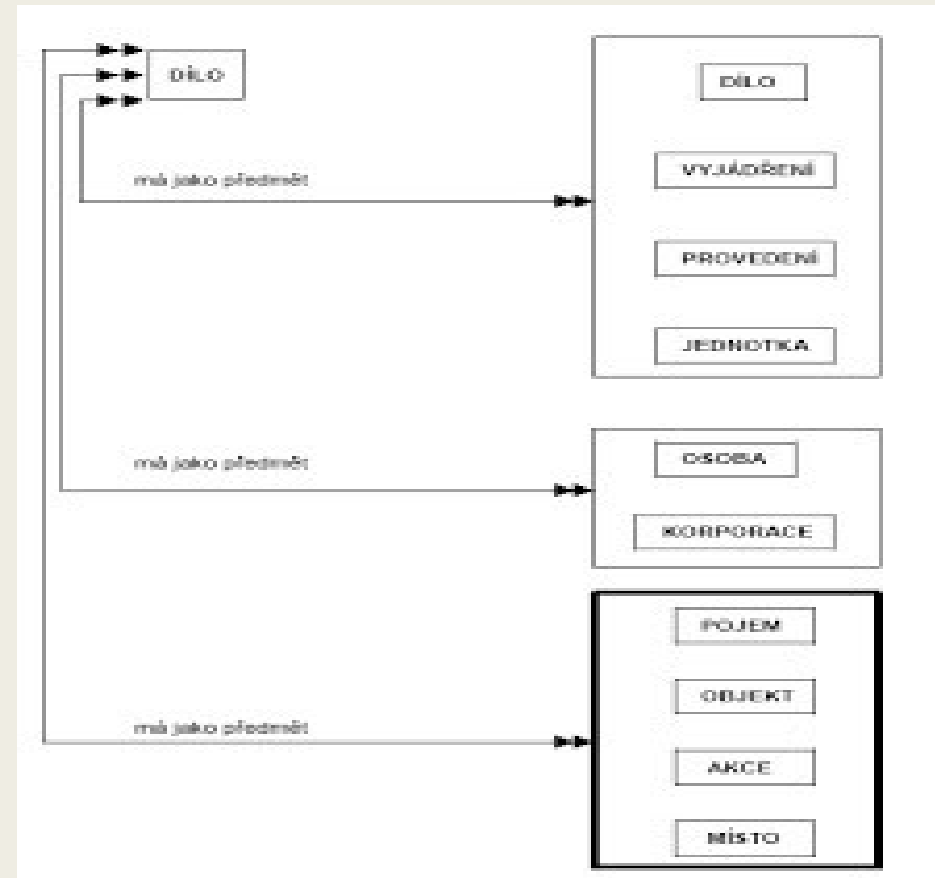 DÍLO
DÍLO
VYJÁDŘENÍ
má jako předmět
PROVEDENÍ
JEDNOTKA
OSOBA
má jako předmět
KORPORACE
POJEM
OBJEKT
má jako předmět
AKCE
MÍSTO